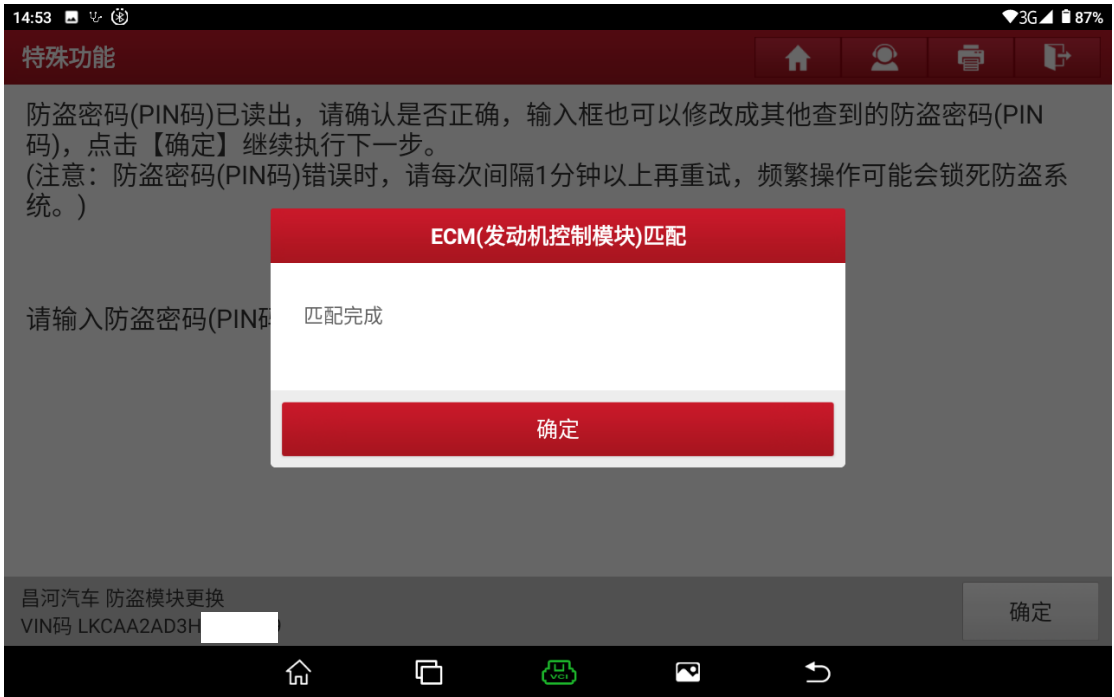 14:53
3G 87%
特殊功能
防盗密码(PIN码)已读出，请确认是否正确，输入框也可以修改成其他查到的防盗密码(PIN
码)，点击【确定】继续执行下一步。
(注意：防盗密码(PIN码)错误时，请每次间隔1分钟以上再重试，频繁操作可能会锁死防盗系
统。)
ECM(发动机控制模块)匹配
请输入防盗密码(PIN码
匹配完成
确定
昌河汽车 防盗模块更换
VIN码 LKCAA2AD3H
确定
VCI